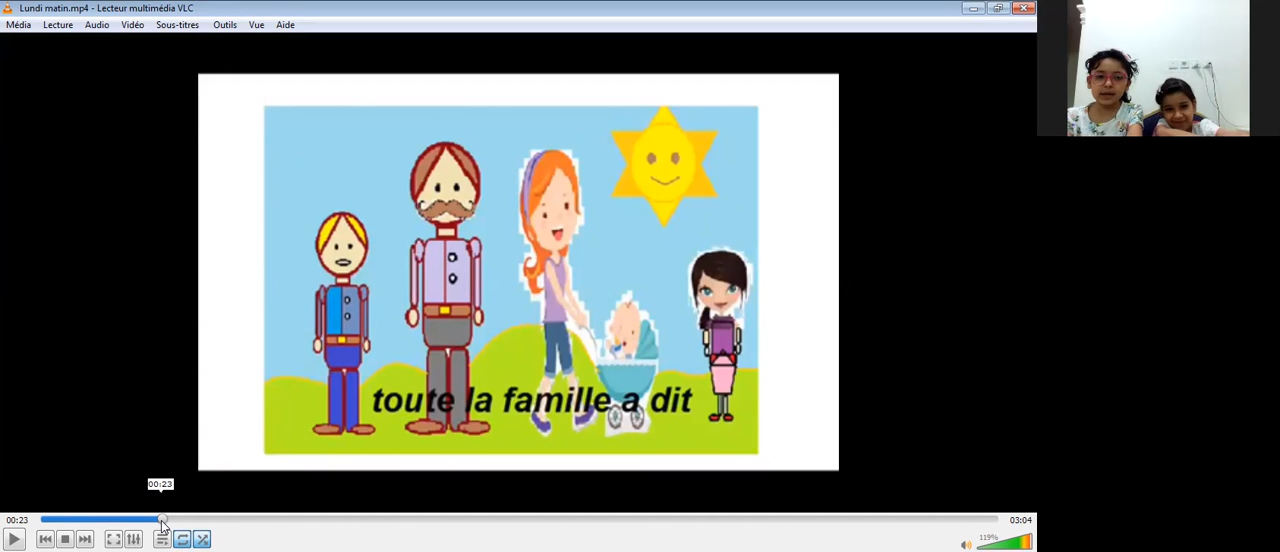 Lundi matin.mp4 - Lecteur multimédia VLC
Média Lecture Audio Vidéo Sous-titres Outils Vue Aide
toute la famille a dit
00:23
00:23 03:04
119%